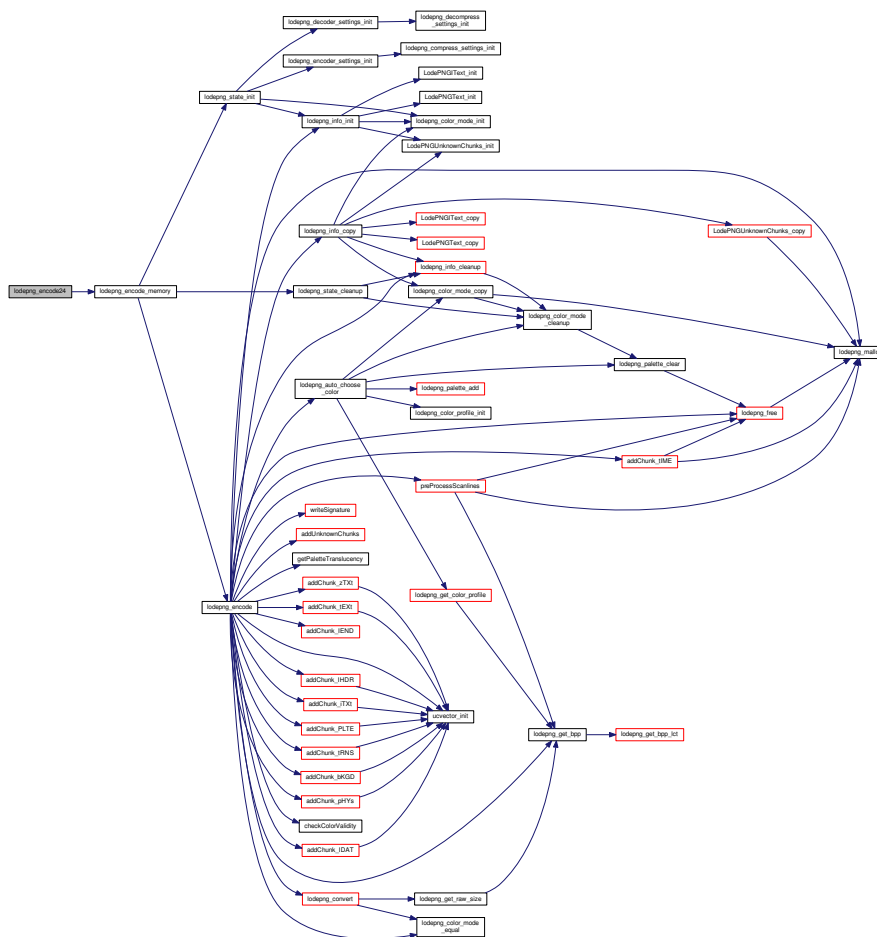 lodepng_decoder_settings_init
lodepng_decompress
_settings_init
lodepng_encoder_settings_init
lodepng_compress_settings_init
LodePNGIText_init
lodepng_state_init
LodePNGText_init
lodepng_info_init
lodepng_color_mode_init
LodePNGUnknownChunks_init
LodePNGIText_copy
lodepng_info_copy
LodePNGUnknownChunks_copy
LodePNGText_copy
lodepng_info_cleanup
lodepng_encode24
lodepng_encode_memory
lodepng_state_cleanup
lodepng_color_mode_copy
lodepng_color_mode
_cleanup
lodepng_malloc
lodepng_palette_clear
lodepng_auto_choose
_color
lodepng_palette_add
lodepng_color_profile_init
lodepng_free
addChunk_tIME
preProcessScanlines
writeSignature
addUnknownChunks
getPaletteTranslucency
addChunk_zTXt
lodepng_get_color_profile
lodepng_encode
addChunk_tEXt
addChunk_IEND
addChunk_IHDR
addChunk_iTXt
ucvector_init
addChunk_PLTE
lodepng_get_bpp
lodepng_get_bpp_lct
addChunk_tRNS
addChunk_bKGD
addChunk_pHYs
checkColorValidity
addChunk_IDAT
lodepng_convert
lodepng_get_raw_size
lodepng_color_mode
_equal